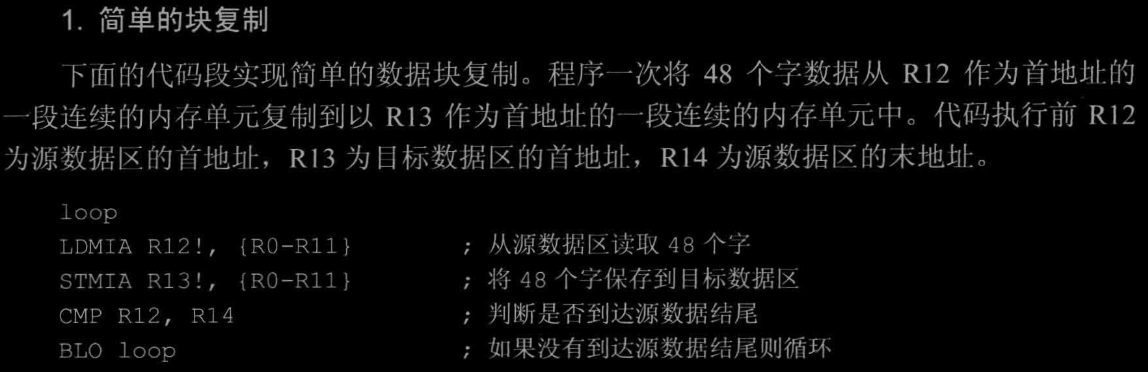 1. 简单的块复制
下面的代码段实现简单的数据块复制。程序一次将 48 个字数据从 R12 作为首地址的
一段连续的内存单元复制到以 R13 作为首地址的一段连续的内存单元中。代码执行前 R12
为源数据区的首地址，R13 为目标数据区的首地址，R14 为源数据区的末地址。
loop
LDMIA R12!, {R0-R11} ; 从源数据区读取 48 个字
STMIA R13!, {R0-R11} ; 将 48 个字保存到目标数据区
CMP R12, R14 ; 判断是否到达源数据结尾
BLO loop ; 如果没有到达源数据结尾则循环